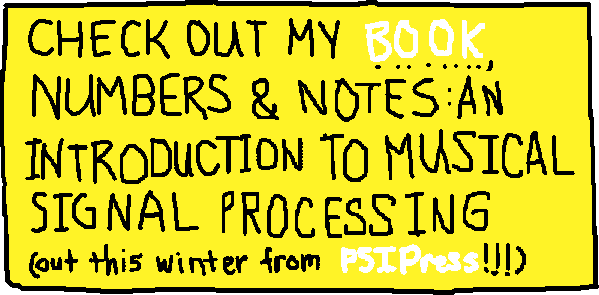 CHECK OUT MY BOOK,
NUMBERS & NOTES: AN
INTRODUCTION TO MUSICAL
SIGNAL PROCESSING
(out this winter from PSIPress!!!)